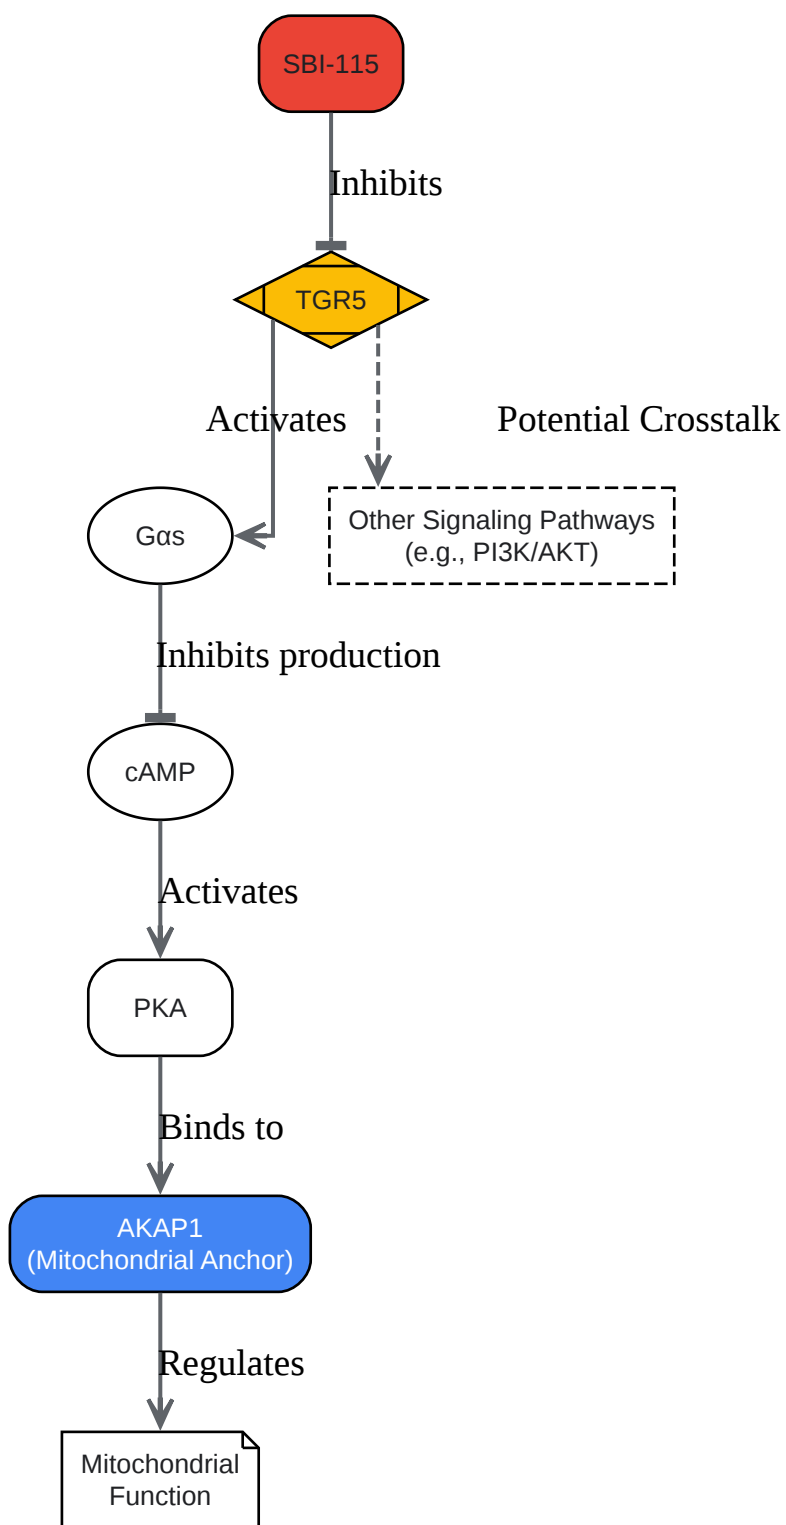 SBI-115
Inhibits
TGR5
Activates
Potential Crosstalk
Gαs
Other Signaling Pathways
(e.g., PI3K/AKT)
Inhibits production
cAMP
Activates
PKA
Binds to
AKAP1
(Mitochondrial Anchor)
Regulates
Mitochondrial
Function